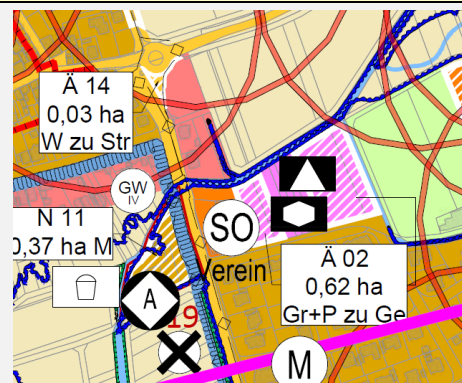 Ä 14
0,03 ha
W zu Str
GW
IV
N 11
0,37 ha M
SO
Verein
Ä 02
0,62 ha
Gr+P zu Ge
A
19
M